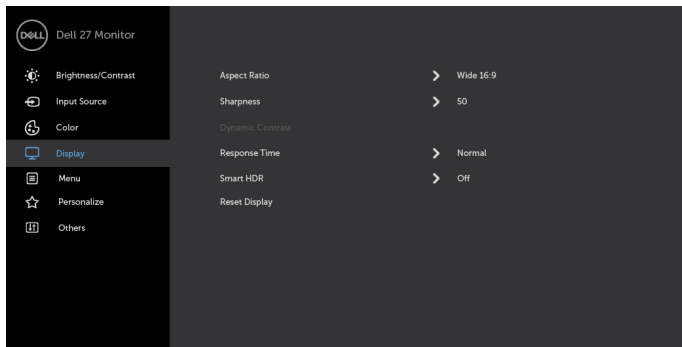 DELL Dell 27 Monitor
Brightness/Contrast
Input Source
Color
Display
Menu
Personalize
Others
Aspect Ratio Wide 16:9
Sharpness 50
Dynamic Contrast
Response Time Normal
Smart HDR Off
Reset Display